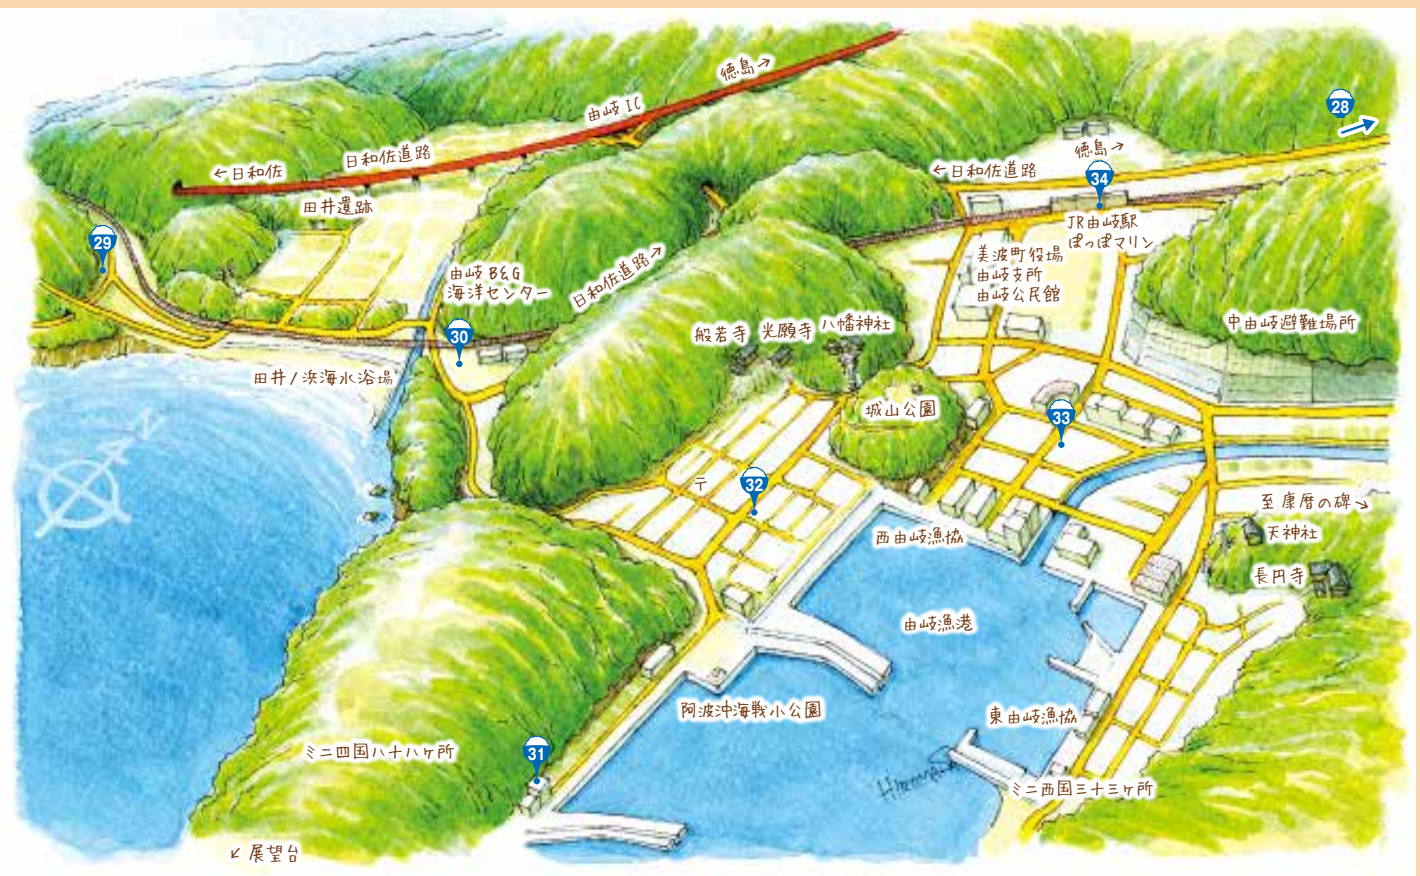 徳島→
由岐IC
28
日和佐道路
←日和佐
徳島→
←日和佐道路
34
田井遺跡
JR由岐駅
ぽっぽマリン
29
美波町役場
由岐支所
由岐公民館
由岐B&G
海洋センター
日和佐道路→
中由岐避難場所
30
般若寺
光願寺
八幡神社
田井ノ浜海水浴場
城山公園
33
32
〒
至康暦の碑→
天神社
西由岐漁協
長円寺
由岐漁港
阿波沖海戦小公園
東由岐漁協
ミニ四国八十八ヶ所
31
ミニ西国三十三ヶ所
↙展望台